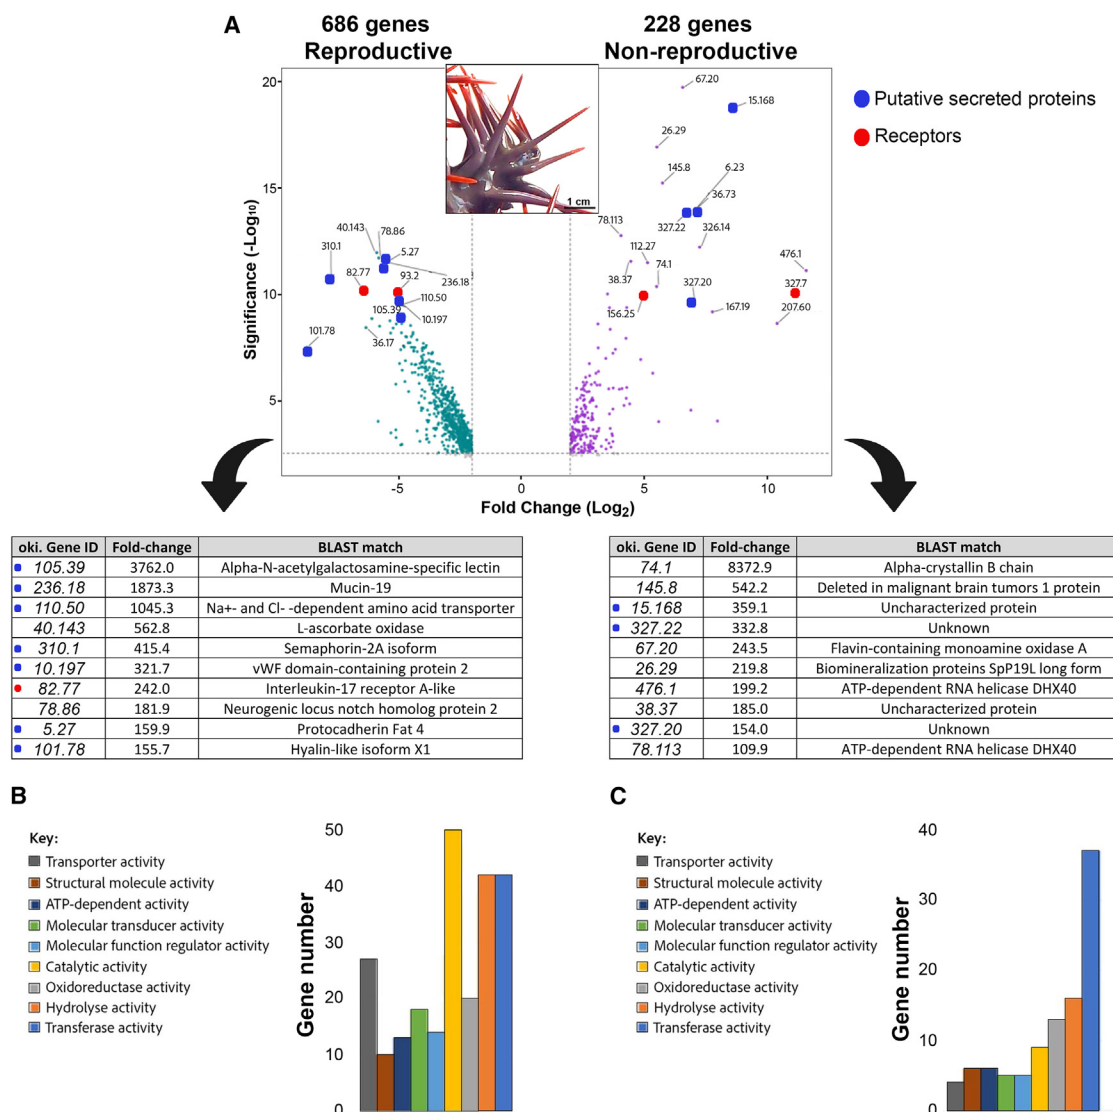 A
686 genes
Reproductive
228 genes
Non-reproductive
Putative secreted proteins
Receptors
Significance (-Log10)
20
15
10
5
1 cm
67.20
15.168
26.29
145.8
6.23
36.73
78.113
327.22
326.14
112.27
476.1
38.37
74.1
327.20
327.7
156.25
167.19
207.60
40.143
78.86
310.1
5.27
82.77
93.2
236.18
110.50
105.39
10.197
101.78
36.17
-5
0
5
10
Fold Change (Log2)
oki. Gene ID Fold-change BLAST match
105.39 3762.0 Alpha-N-acetylgalactosamine-specific lectin
236.18 1873.3 Mucin-19
110.50 1045.3 Na+- and Cl- -dependent amino acid transporter
40.143 562.8 L-ascorbate oxidase
310.1 415.4 Semaphorin-2A isoform
10.197 321.7 vWF domain-containing protein 2
82.77 242.0 Interleukin-17 receptor A-like
78.86 181.9 Neurogenic locus notch homolog protein 2
5.27 159.9 Protocadherin Fat 4
101.78 155.7 Hyalin-like isoform X1
oki. Gene ID Fold-change BLAST match
74.1 8372.9 Alpha-crystallin B chain
145.8 542.2 Deleted in malignant brain tumors 1 protein
15.168 359.1 Uncharacterized protein
327.22 332.8 Unknown
67.20 243.5 Flavin-containing monoamine oxidase A
26.29 219.8 Biomineralization proteins SpP19L long form
476.1 199.2 ATP-dependent RNA helicase DHX40
38.37 185.0 Uncharacterized protein
327.20 154.0 Unknown
78.113 109.9 ATP-dependent RNA helicase DHX40
B
Key:
Transporter activity
Structural molecule activity
ATP-dependent activity
Molecular transducer activity
Molecular function regulator activity
Catalytic activity
Oxidoreductase activity
Hydrolyse activity
Transferase activity
Gene number
50
40
30
20
10
0
C
Key:
Transporter activity
Structural molecule activity
ATP-dependent activity
Molecular transducer activity
Molecular function regulator activity
Catalytic activity
Oxidoreductase activity
Hydrolyse activity
Transferase activity
Gene number
40
30
20
10
0